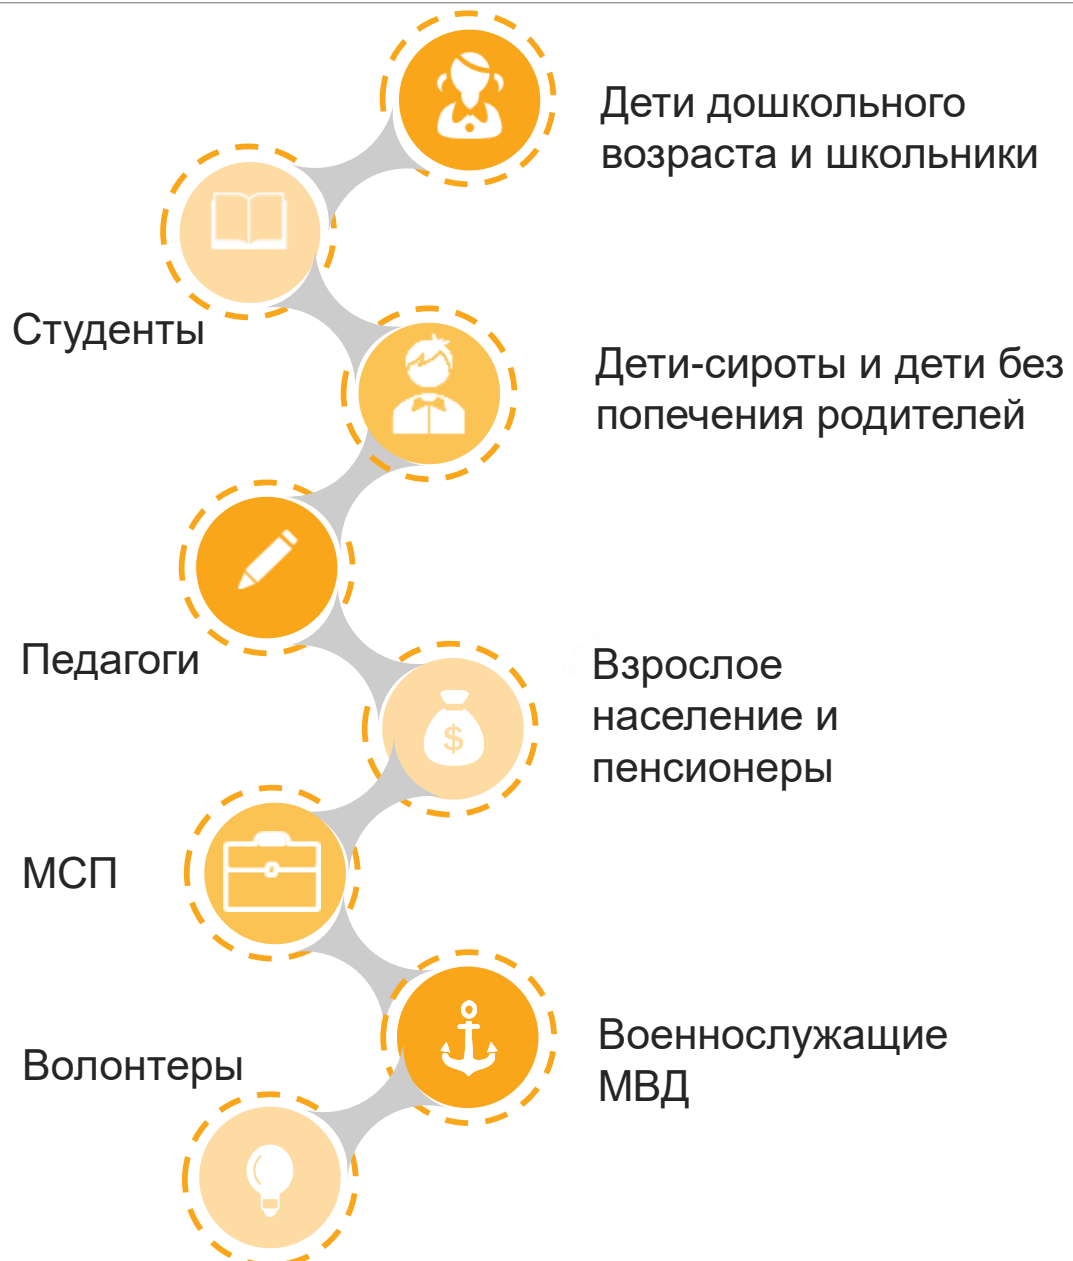 Дети дошкольного
возраста и школьники
Студенты
Дети-сироты и дети без
попечения родителей
Педагоги
Взрослое
население и
пенсионеры
$
МСП
Военнослужащие
МВД
Волонтеры